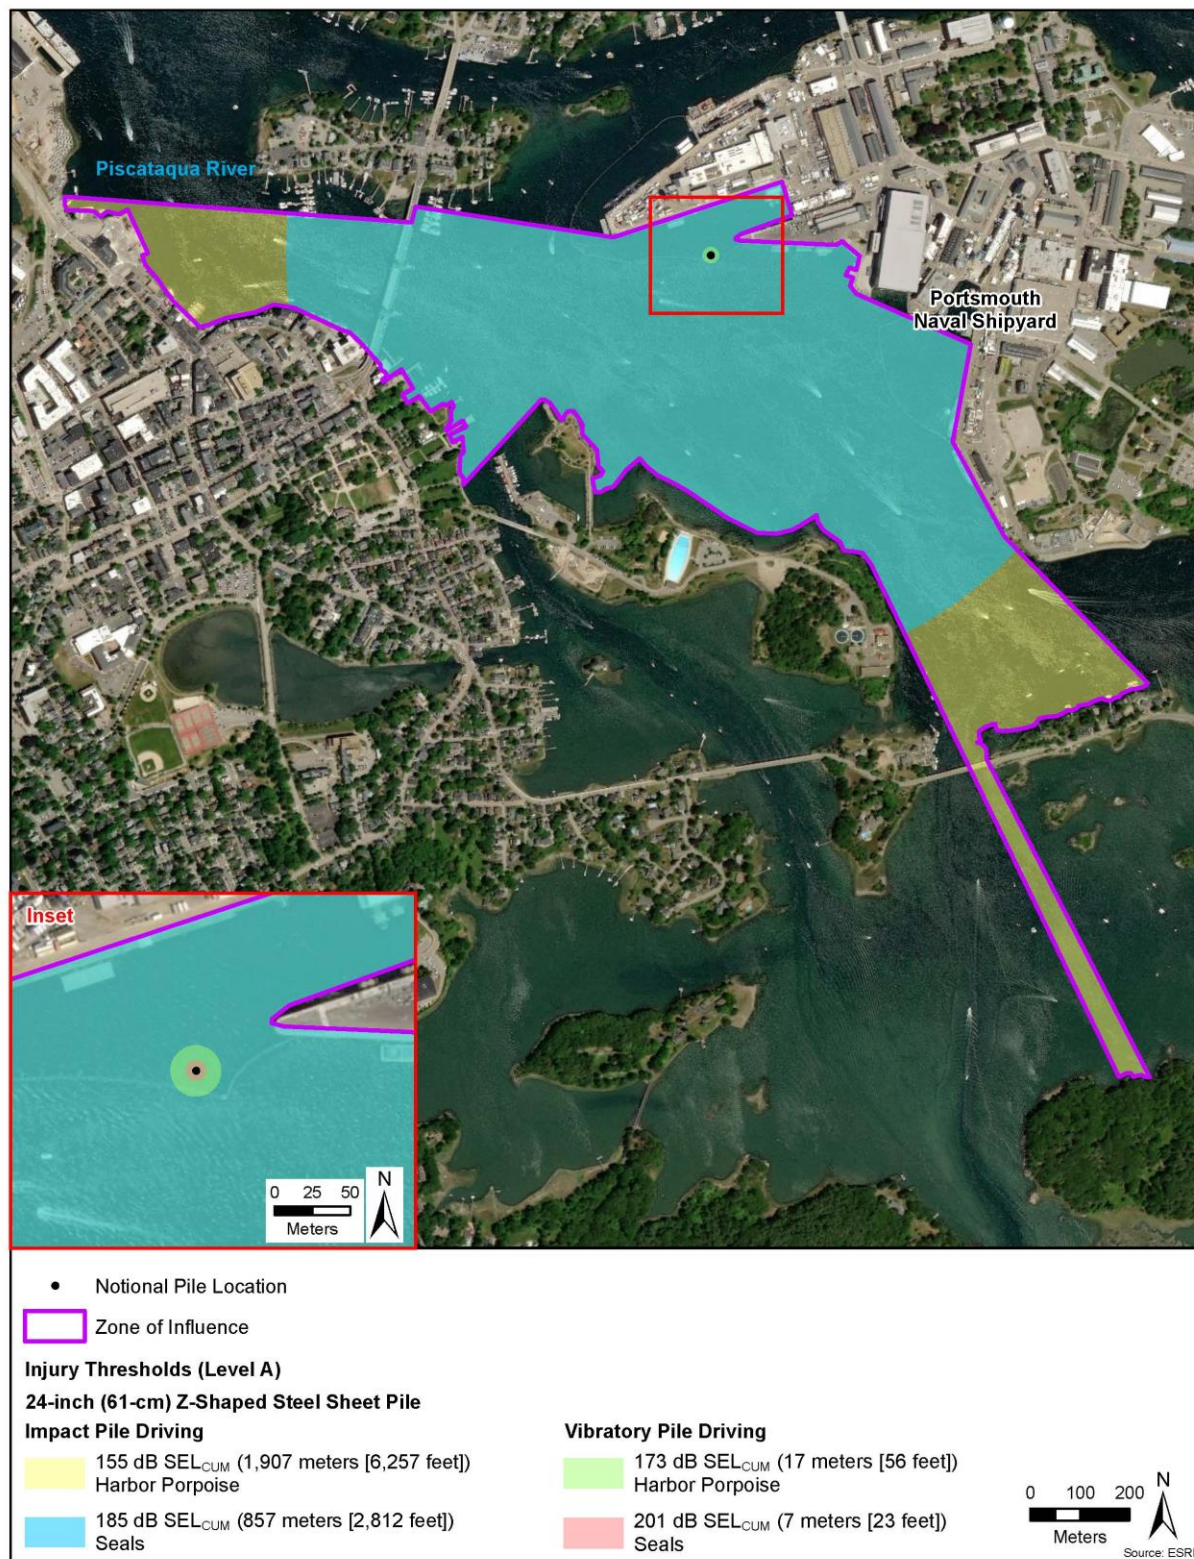 Piscataqua River
Portsmouth
Naval Shipyard
Inset
0 25 50
Meters
N
Notional Pile Location
Zone of Influence
Injury Thresholds (Level A)
24-inch (61-cm) Z-Shaped Steel Sheet Pile
Impact Pile Driving
155 dB SELCUM (1,907 meters [6,257 feet])
Harbor Porpoise
185 dB SELCUM (857 meters [2,812 feet])
Seals
Vibratory Pile Driving
173 dB SELCUM (17 meters [56 feet])
Harbor Porpoise
201 dB SELCUM (7 meters [23 feet])
Seals
0 100 200
Meters
N
Source: ESRI